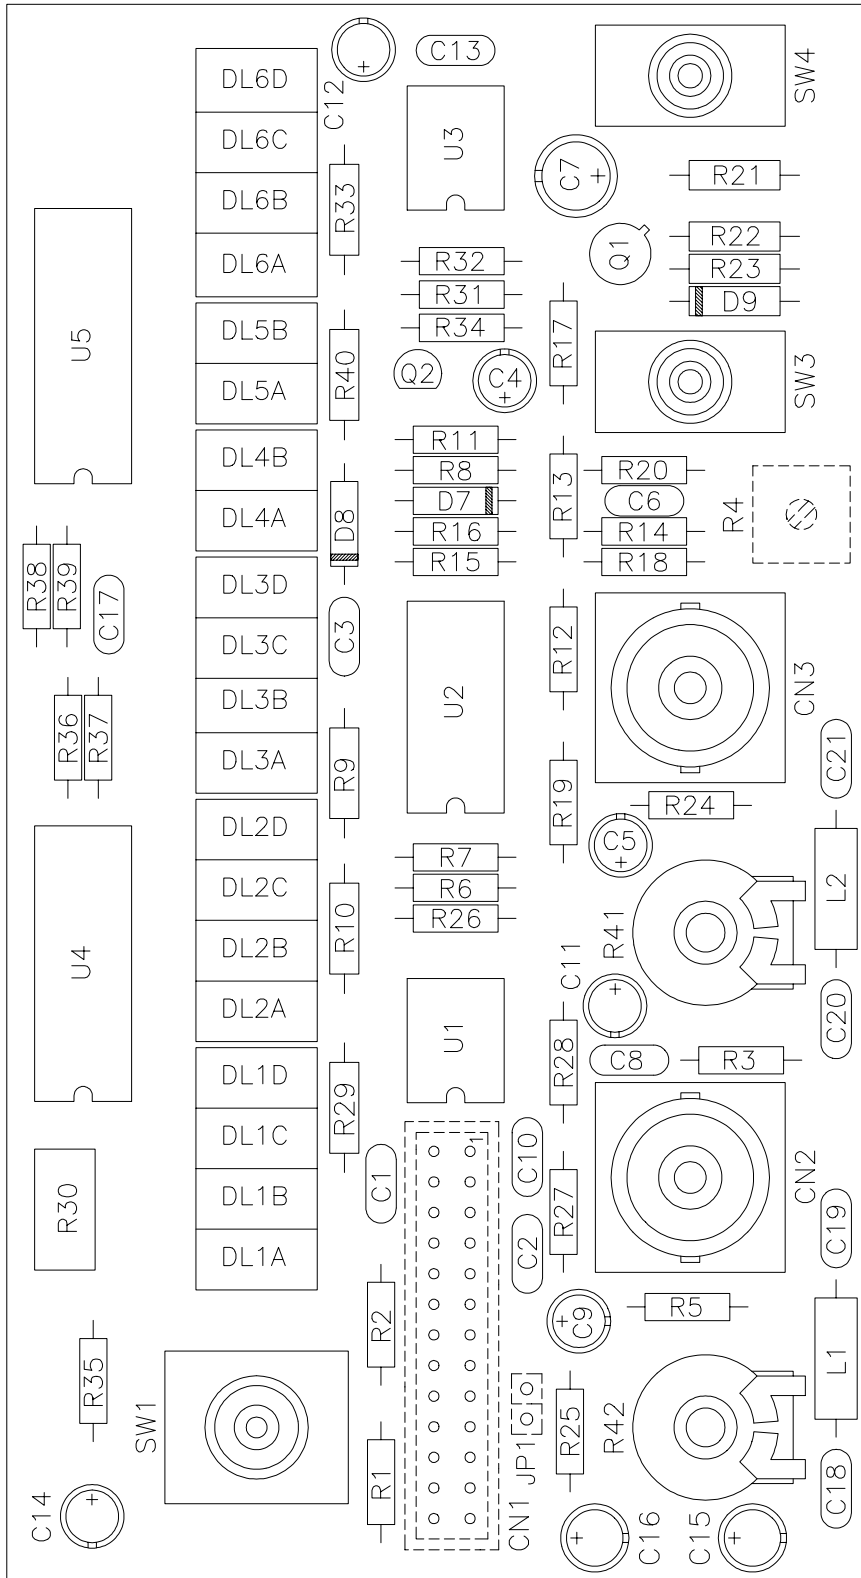 C13
SW4
DL6D
C12
DL6C
U3
C7
R21
DL6B
R33
R22
Q1
DL6A
R32
R23
R31
D9
DL5B
R34
R17
U5
R40
Q2
C4
SW3
DL5A
R11
DL4B
R8
R20
R13
D7
C6
R4
DL4A
D8
R16
R14
R15
R18
DL3D
R38
R39
C17
DL3C
C3
R12
CN3
U2
DL3B
R36
R37
DL3A
R9
C21
R19
R24
DL2D
C5
R7
DL2C
R6
L2
R10
R26
R41
DL2B
C11
U4
DL2A
C20
U1
R28
C8
R3
DL1D
R29
DL1C
1
C10
CN2
R30
DL1B
C1
R27
C19
C2
DL1A
R5
C9
R2
L1
R35
SW1
R25
R42
JP1
R1
C18
C14
CN1
C16
C15